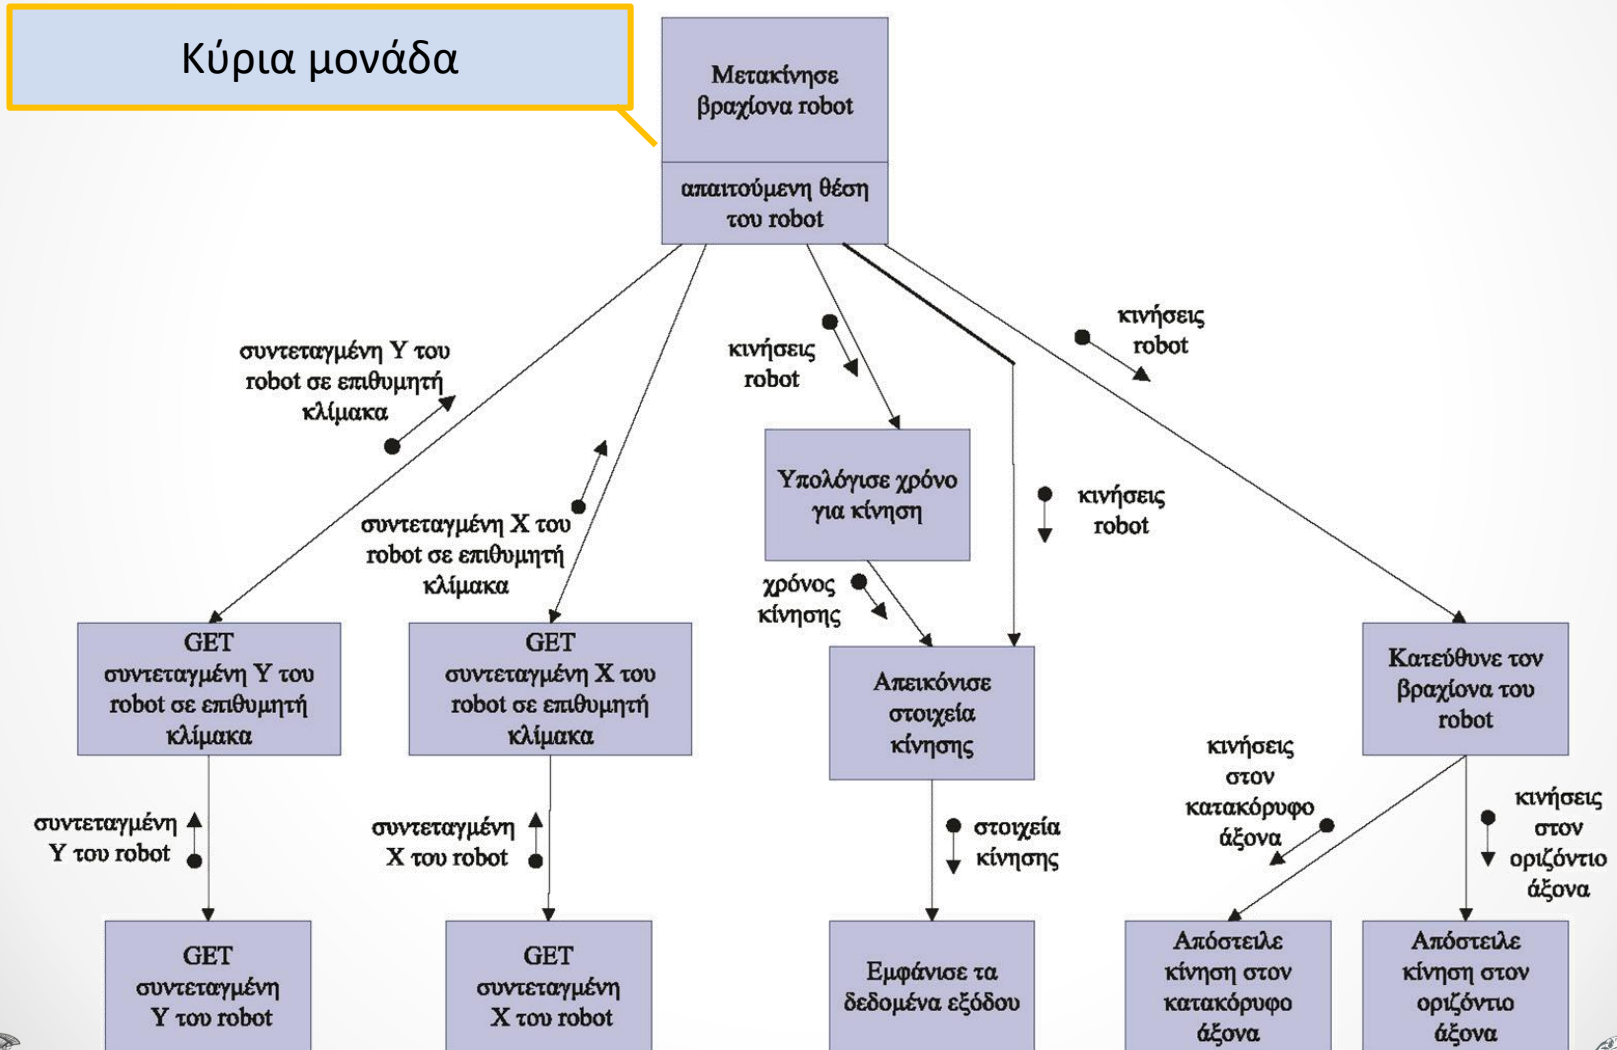 Κύρια μονάδα
Μετακίνησε
βραχίονα robot
απαιτούμενη θέση
του robot
συντεταγμένη Υ του
robot σε επιθυμητή
κλίμακα
συντεταγμένη Χ του
robot σε επιθυμητή
κλίμακα
κινήσεις
robot
κινήσεις
robot
κινήσεις
robot
Υπολόγισε χρόνο
για κίνηση
χρόνος
κίνησης
GET
συντεταγμένη Υ του
robot σε επιθυμητή
κλίμακα
GET
συντεταγμένη Χ του
robot σε επιθυμητή
κλίμακα
Απεικόνισε
στοιχεία
κίνησης
Κατεύθυνε τον
βραχίονα του
robot
συντεταγμένη
Υ του robot
συντεταγμένη
Χ του robot
στοιχεία
κίνησης
κινήσεις
στον
κατακόρυφο
άξονα
κινήσεις
στον
οριζόντιο
άξονα
GET
συντεταγμένη
Υ του robot
GET
συντεταγμένη
Χ του robot
Εμφάνισε τα
δεδομένα εξόδου
Απόστειλε
κίνηση στον
κατακόρυφο
άξονα
Απόστειλε
κίνηση στον
οριζόντιο
άξονα